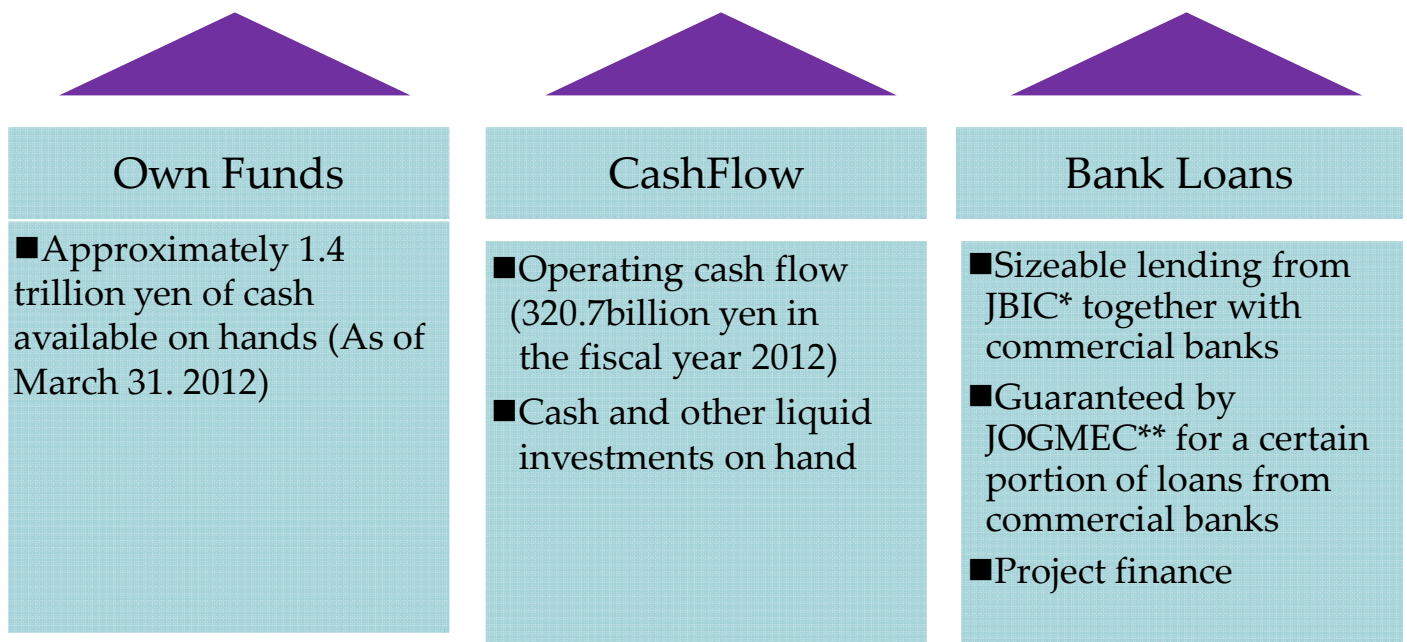 Own Funds
■Approximately 1.4
trillion yen of cash
available on hands (As of
March 31. 2012)
CashFlow
■Operating cash flow
(320.7billion yen in
the fiscal year 2012)
■Cash and other liquid
investments on hand
Bank Loans
■Sizeable lending from
JBIC* together with
commercial banks
■Guaranteed by
JOGMEC** for a certain
portion of loans from
commercial banks
■Project finance